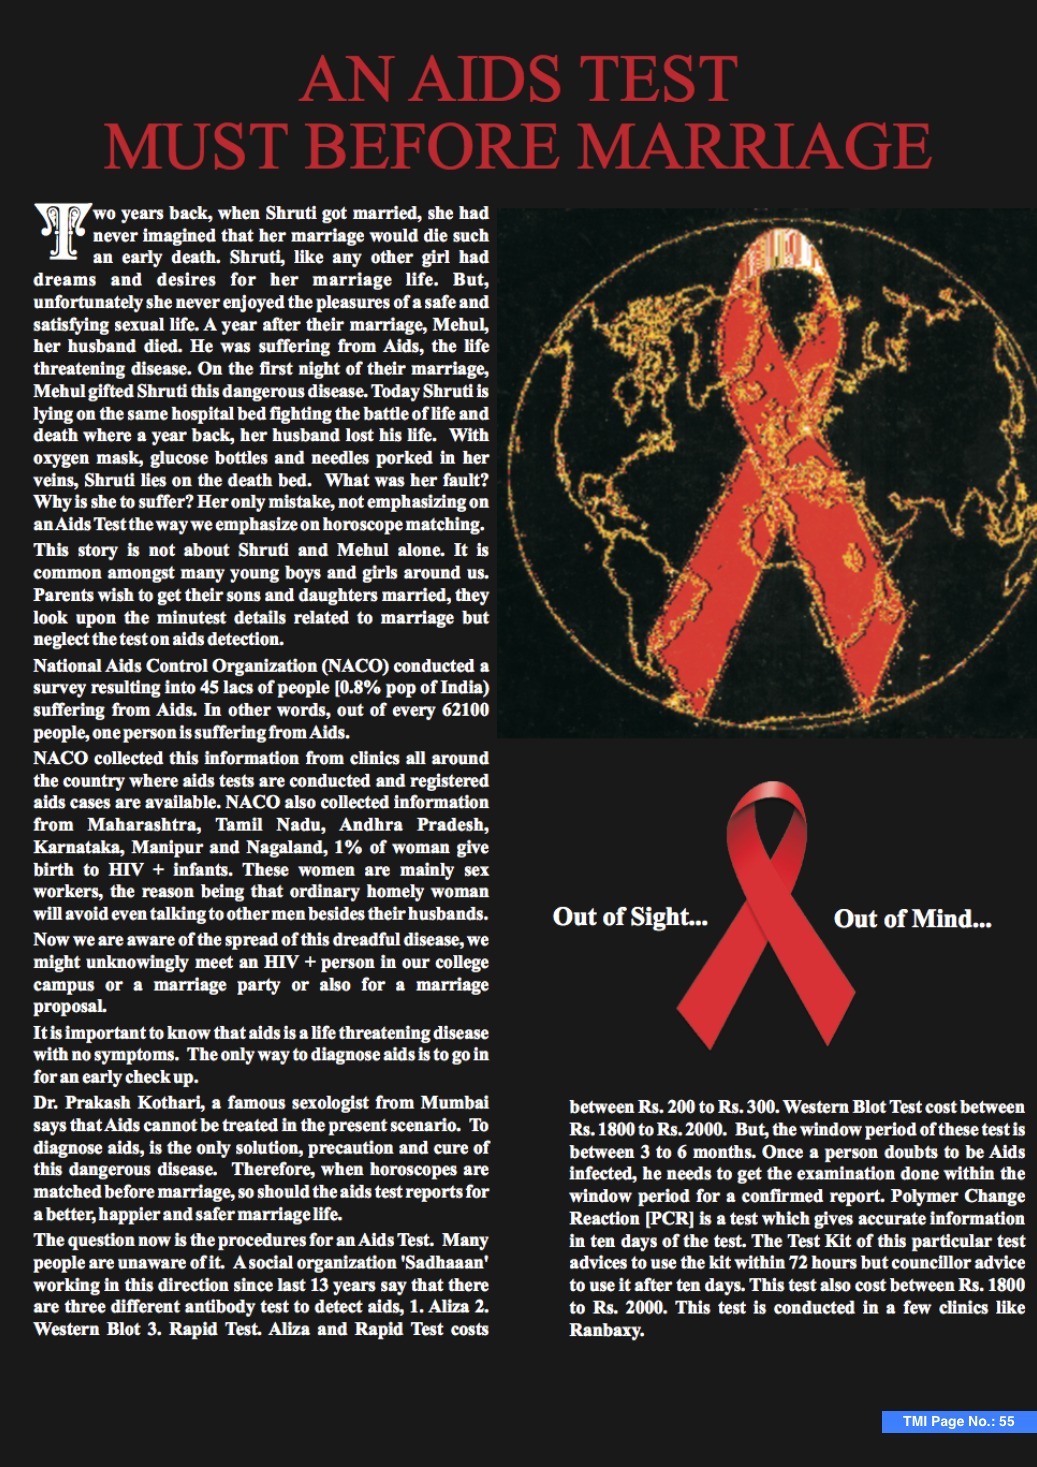 AN AIDS TEST
MUST BEFORE MARRIAGE
Two years back, when Shruti got married, she had
never imagined that her marriage would die such
an early death. Shruti, like any other girl had
dreams and desires for her marriage life. But,
unfortunately she never enjoyed the pleasures of a safe and
satisfying sexual life. A year after their marriage, Mehul,
her husband died. He was suffering from Aids, the life
threatening disease. On the first night of their marriage,
Mehul gifted Shruti this dangerous disease. Today Shruti is
lying on the same hospital bed fighting the battle of life and
death where a year back, her husband lost his life. With
oxygen mask, glucose bottles and needles porked in her
veins, Shruti lies on the death bed. What was her fault?
Why is she to suffer? Her only mistake, not emphasizing on
an Aids Test the way we emphasize on horoscope matching.
This story is not about Shruti and Mehul alone. It is
common amongst many young boys and girls around us.
Parents wish to get their sons and daughters married, they
look upon the minutest details related to marriage but
neglect the test on aids detection.
National Aids Control Organization (NACO) conducted a
survey resulting into 45 lacs of people [0.8% pop of India)
suffering from Aids. In other words, out of every 62100
people, one person is suffering from Aids.
NACO collected this information from clinics all around
the country where aids tests are conducted and registered
aids cases are available. NACO also collected information
from Maharashtra, Tamil Nadu, Andhra Pradesh,
Karnataka, Manipur and Nagaland, 1% of woman give
birth to HIV + infants. These women are mainly sex
workers, the reason being that ordinary homely woman
will avoid even talking to other men besides their husbands.
Now we are aware of the spread of this dreadful disease, we
might unknowingly meet an HIV + person in our college
campus or a marriage party or also for a marriage
proposal.
It is important to know that aids is a life threatening disease
with no symptoms. The only way to diagnose aids is to go in
for an early check up.
Dr. Prakash Kothari, a famous sexologist from Mumbai
says that Aids cannot be treated in the present scenario. To
diagnose aids, is the only solution, precaution and cure of
this dangerous disease. Therefore, when horoscopes are
matched before marriage, so should the aids test reports for
a better, happier and safer marriage life.
The question now is the procedures for an Aids Test. Many
people are unaware of it. A social organization 'Sadhaaan'
working in this direction since last 13 years say that there
are three different antibody test to detect aids, 1. Aliza 2.
Western Blot 3. Rapid Test. Aliza and Rapid Test costs
Out of Sight...
Out of Mind...
between Rs. 200 to Rs. 300. Western Blot Test cost between
Rs. 1800 to Rs. 2000. But, the window period of these test is
between 3 to 6 months. Once a person doubts to be Aids
infected, he needs to get the examination done within the
window period for a confirmed report. Polymer Change
Reaction [PCR] is a test which gives accurate information
in ten days of the test. The Test Kit of this particular test
advices to use the kit within 72 hours but councillor advice
to use it after ten days. This test also cost between Rs. 1800
to Rs. 2000. This test is conducted in a few clinics like
Ranbaxy.
TMI Page No.: 55